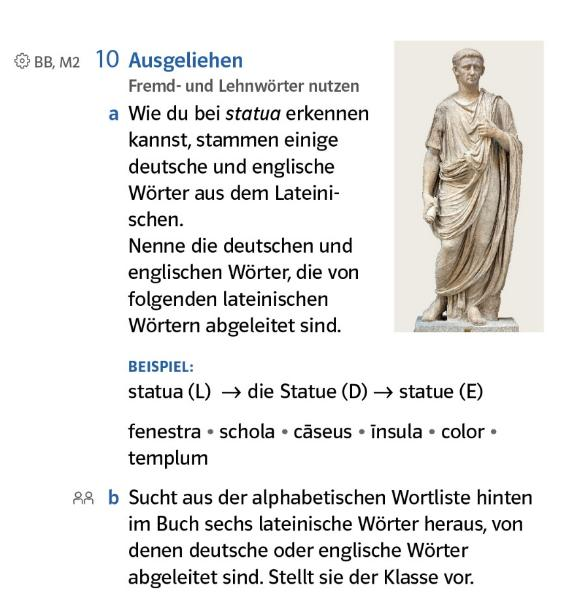 BB, M2 10 Ausgeliehen
Fremd- und Lehnwörter nutzen
a Wie du bei statua erkennen
kannst, stammen einige
deutsche und englische
Wörter aus dem Lateini-
schen.
Nenne die deutschen und
englischen Wörter, die von
folgenden lateinischen
Wörtern abgeleitet sind.
BEISPIEL:
statua (L) → die Statue (D) → statue (E)
fenestra • schola • cāseus • īnsula • color •
templum
b Sucht aus der alphabetischen Wortliste hinten
im Buch sechs lateinische Wörter heraus, von
denen deutsche oder englische Wörter
abgeleitet sind. Stellt sie der Klasse vor.